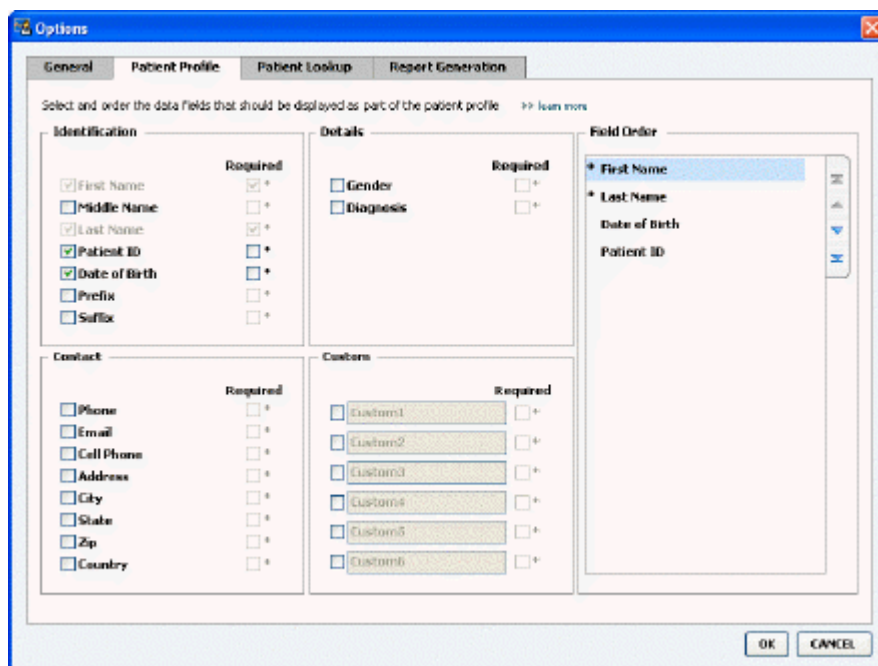 Options
General Patient Profile Patient Lookup Report Generation
Select and order the data fields that should be displayed as part of the patient profile >> learn more
Identification
Required
First Name *
Middle Name *
Last Name *
Patient ID *
Date of Birth *
Prefix *
Suffix *
Details
Required
Gender *
Diagnosis *
Field Order
* First Name
* Last Name
Date of Birth
Patient ID
Contact
Required
Phone *
Email *
Cell Phone *
Address *
City *
State *
Zip *
Country *
Custom
Required
Custom1 *
Custom2 *
Custom3 *
Custom4 *
Custom5 *
Custom6 *
OK CANCEL